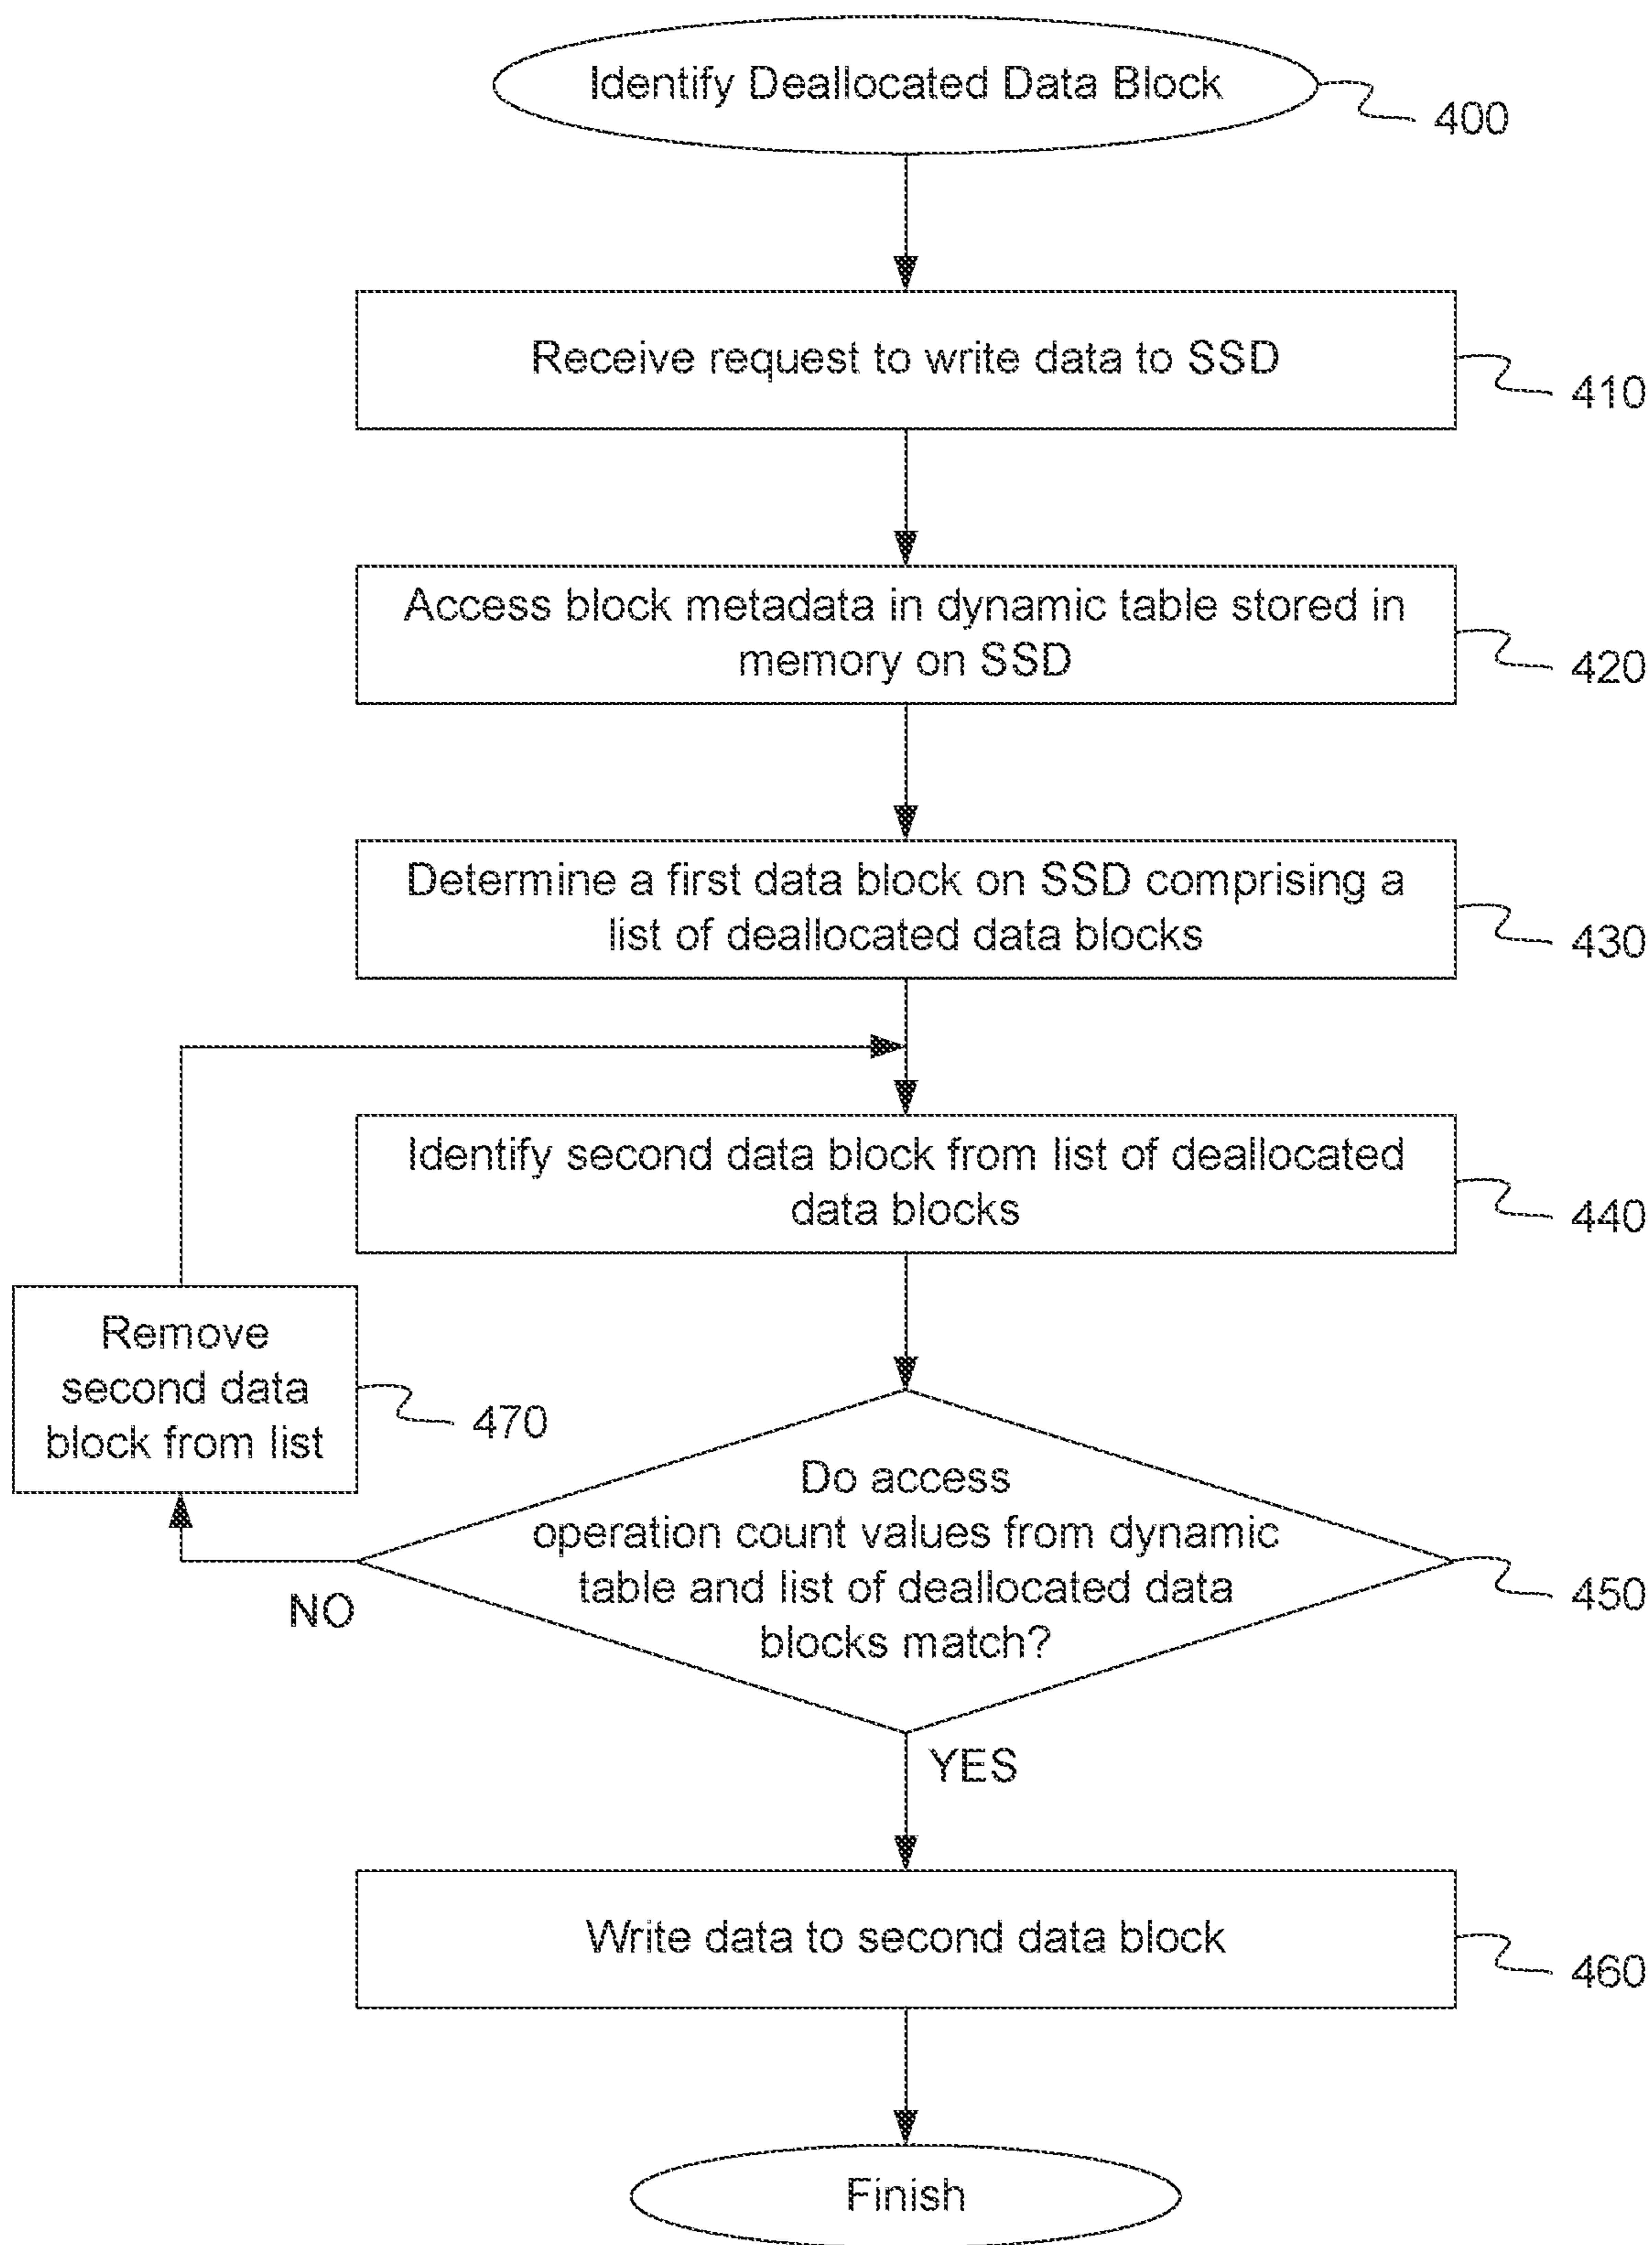 Identify Deallocated Data Block
400
Receive request to write data to SSD
410
Access block metadata in dynamic table stored in
memory on SSD
420
Determine a first data block on SSD comprising a
list of deallocated data blocks
430
Identify second data block from list of deallocated
data blocks
440
Remove
second data
block from list
470
Do access
operation count values from dynamic
table and list of deallocated data
blocks match?
450
NO
YES
Write data to second data block
460
Finish